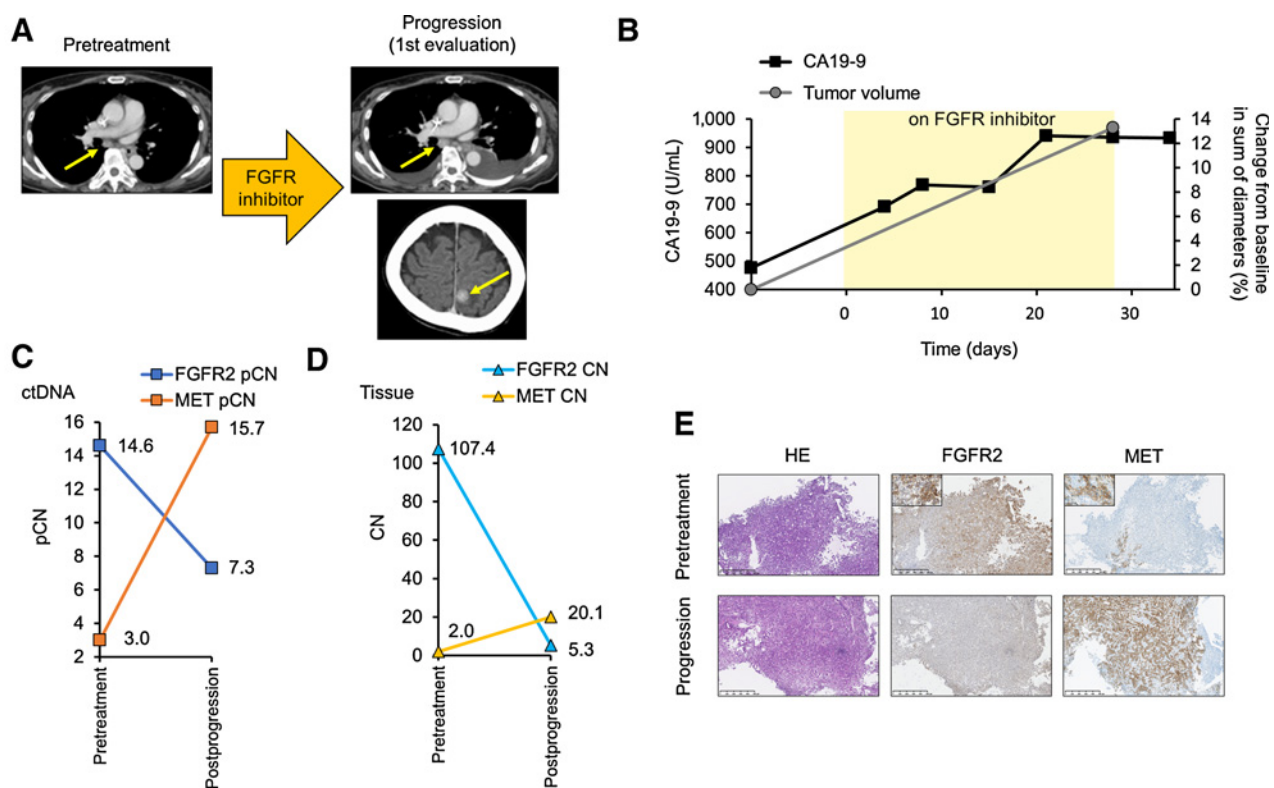 A
Pretreatment
Progression
(1st evaluation)
FGFR
inhibitor
B
CA19-9
Tumor volume
on FGFR inhibitor
CA19-9 (U/mL)
1,000
900
800
700
600
500
400
14
12
10
8
6
4
2
0
Change from baseline
in sum of diameters (%)
0
10
20
30
Time (days)
C
ctDNA
FGFR2 pCN
MET pCN
pCN
16
14
12
10
8
6
4
2
14.6
3.0
15.7
7.3
Pretreatment
Postprogression
D
Tissue
FGFR2 CN
MET CN
CN
120
100
80
60
40
20
0
107.4
2.0
20.1
5.3
Pretreatment
Postprogression
E
HE
FGFR2
MET
Pretreatment
Progression